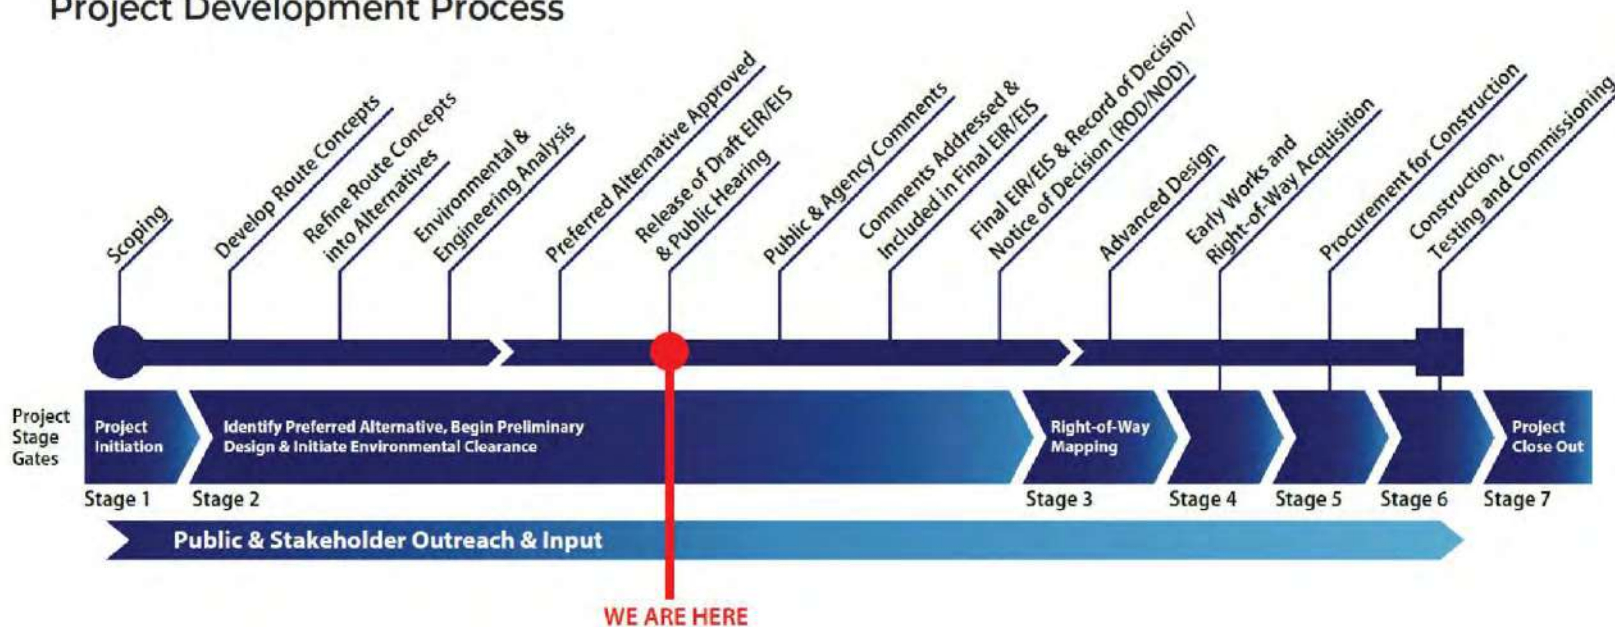 Project Development Process
Scoping
Develop Route Concepts
Refine Route Concepts
into Alternatives
Environmental &
Engineering Analysis
Preferred Alternative Approved
Release of Draft EIR/EIS
& Public Hearing
Public & Agency Comments
Comments Addressed &
Included in Final EIR/EIS
Final EIR/EIS & Record of Decision/
Notice of Decision (ROD/NOD)
Advanced Design
Early Works and
Right-of-Way Acquisition
Procurement for Construction
Construction,
Testing and Commissioning
Project
Stage
Gates
Project
Initiation
Identify Preferred Alternative, Begin Preliminary
Design & Initiate Environmental Clearance
Right-of-Way
Mapping
Project
Close Out
Stage 1
Stage 2
Stage 3
Stage 4
Stage 5
Stage 6
Stage 7
Public & Stakeholder Outreach & Input
WE ARE HERE